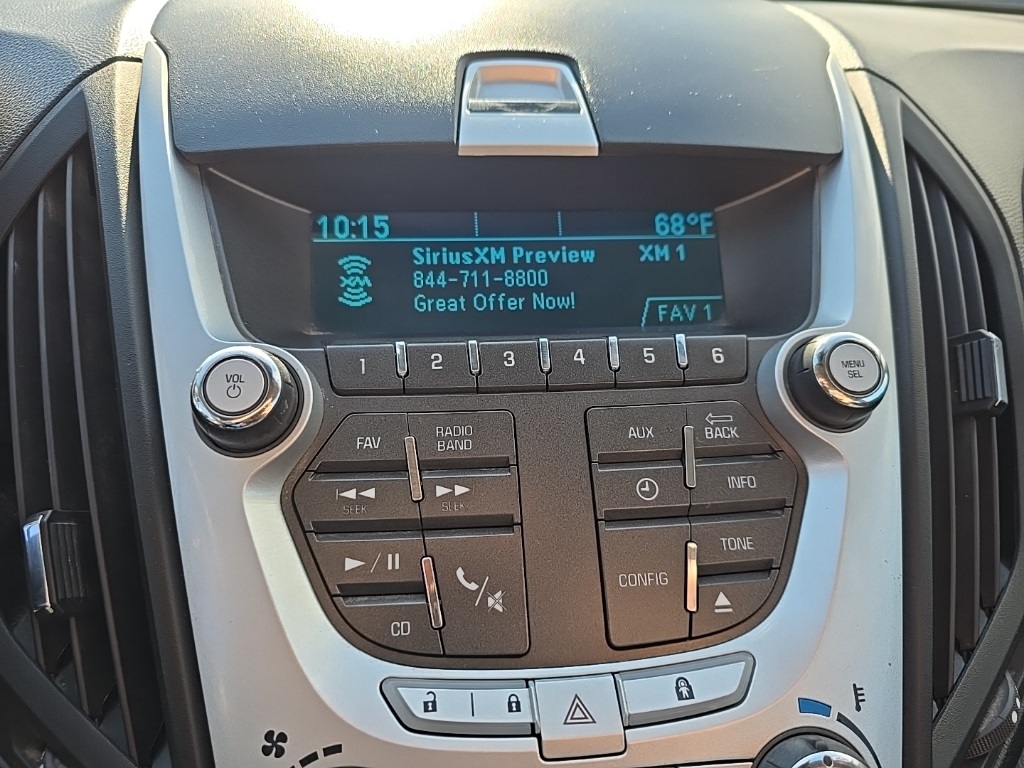 10:15 68°F
SiriusXM Preview XM 1
XM
844-711-8800
Great Offer Now!
FAV 1
1 2 3 4 5 6
VOL
MENU
SEL
FAV
RADIO
BAND
AUX
BACK
SEEK
SEEK
INFO
TONE
CONFIG
CD